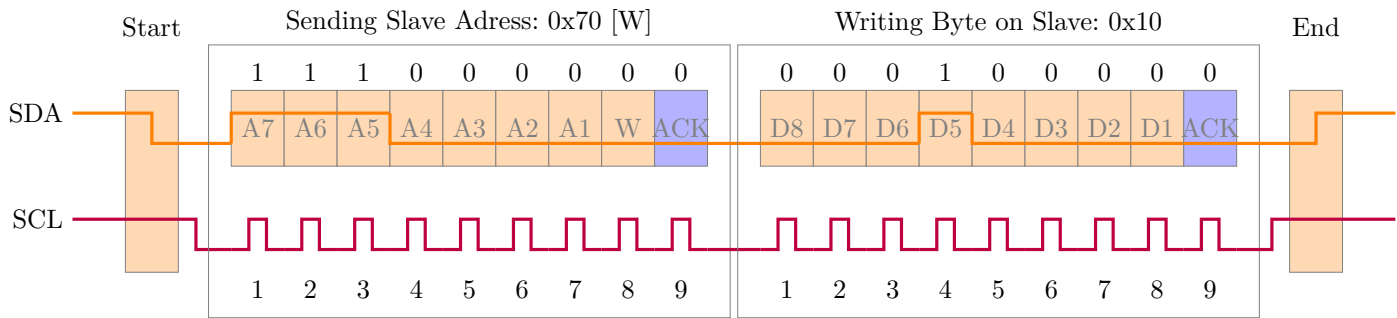 Start Sending Slave Adress: 0x70 [W] Writing Byte on Slave: 0x10 End
1 1 1 0 0 0 0 0 0 0 0 0 1 0 0 0 0 0
SDA A7 A6 A5 A4 A3 A2 A1 W ACK D8 D7 D6 D5 D4 D3 D2 D1 ACK
SCL
1 2 3 4 5 6 7 8 9 1 2 3 4 5 6 7 8 9